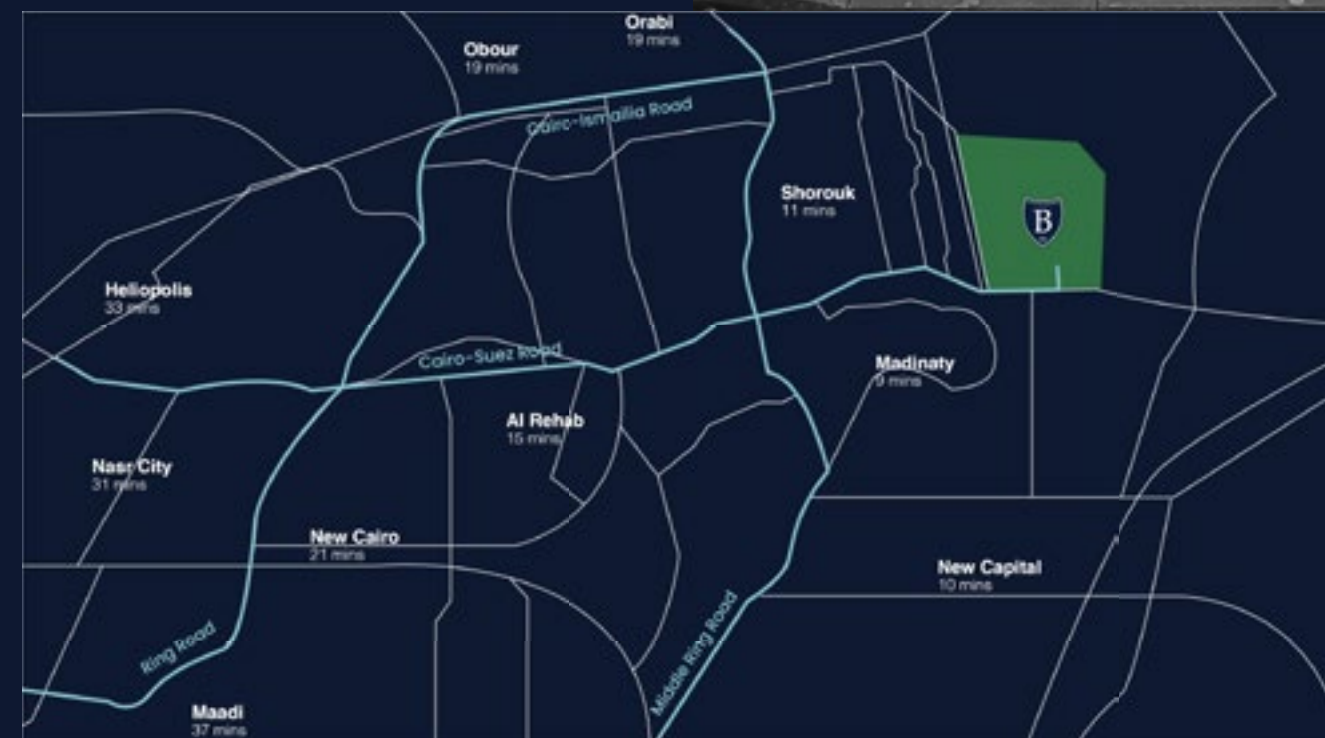 Orabi
19 mins
Obour
19 mins
Cairo-Ismailia Road
Shorouk
11 mins
B
Heliopolis
33 mins
Cairo-Suez Road
Madinaty
9 mins
Al Rehab
15 mins
Nasr City
31 mins
New Cairo
21 mins
New Capital
10 mins
Ring Road
Middle Ring Road
Maadi
37 mins